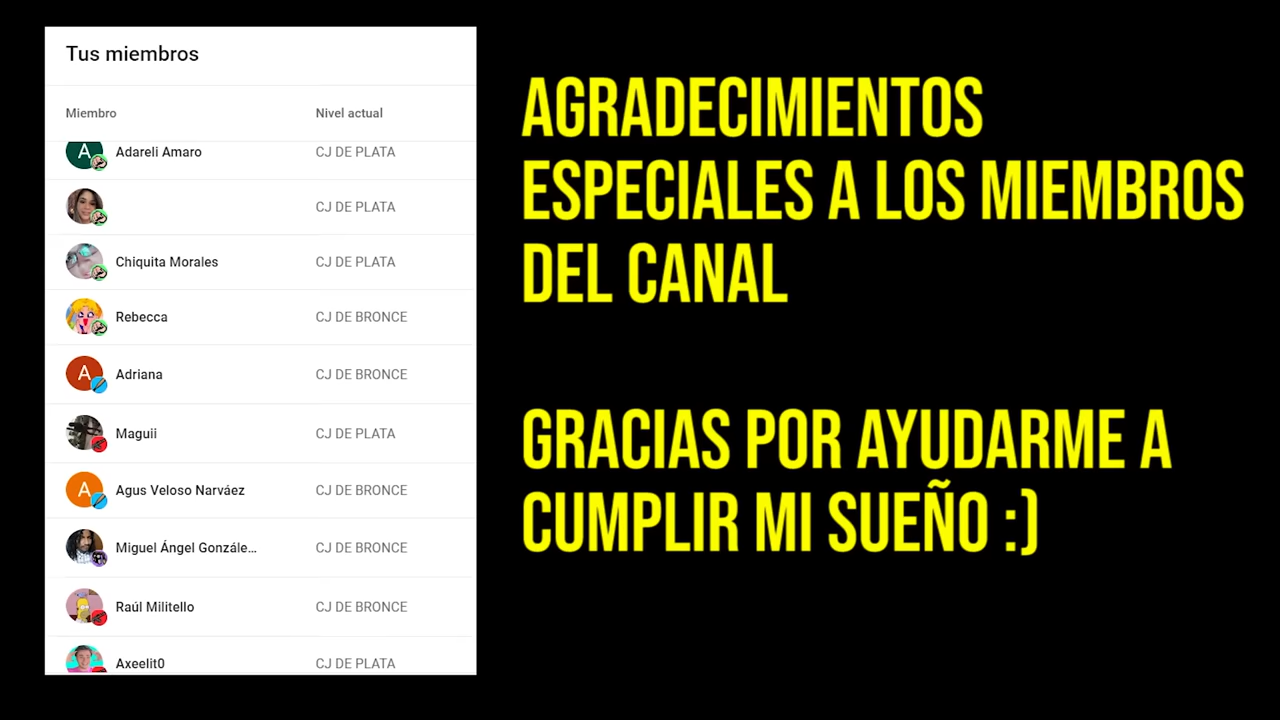 Tus miembros
Miembro Nivel actual
A Adareli Amaro CJ DE PLATA
CJ DE PLATA
Chiquita Morales CJ DE PLATA
Rebecca CJ DE BRONCE
A Adriana CJ DE BRONCE
Maguii CJ DE PLATA
A Agus Veloso Narváez CJ DE BRONCE
Miguel Ángel Gonzále... CJ DE BRONCE
Raúl Militello CJ DE BRONCE
Axeelit0 CJ DE PLATA
AGRADECIMIENTOS
ESPECIALES A LOS MIEMBROS
DEL CANAL
GRACIAS POR AYUDARME A
CUMPLIR MI SUEÑO :)